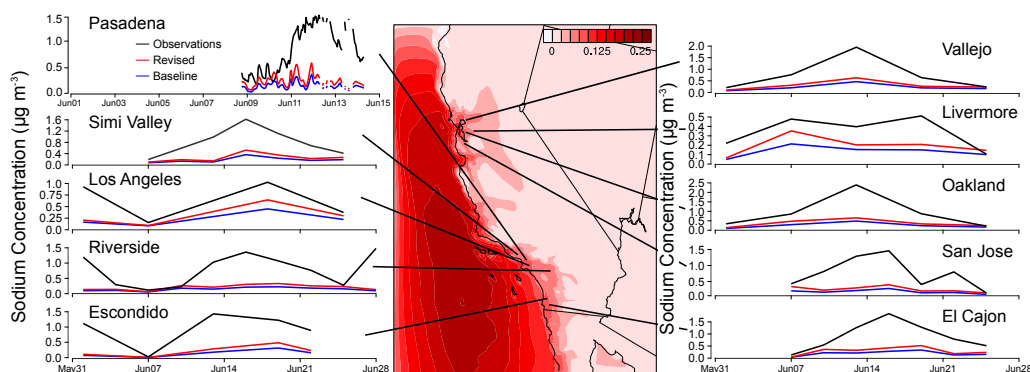 Pasadena
Observations
Revised
Baseline
1.5
1.0
0.5
0.0
Jun01 Jun03 Jun05 Jun07 Jun09 Jun11 Jun13 Jun15
Sodium Concentration (µg m-3)
Simi Valley
1.6
1.2
0.8
0.4
0.0
Los Angeles
1.00
0.75
0.50
0.25
0.0
Riverside
1.5
1.0
0.5
0.0
Escondido
1.5
1.0
0.5
0.0
May31 Jun07 Jun14 Jun21 Jun28
0 0.125 0.25
Sodium Concentration (µg m-3)
Vallejo
2.0
1.5
1.0
0.5
0.0
Livermore
0.5
0.4
0.3
0.2
0.1
0.0
Oakland
2.5
2.0
1.5
1.0
0.5
0.0
San Jose
1.5
1.0
0.5
0.0
El Cajon
2.0
1.5
1.0
0.5
0.0
May31 Jun07 Jun14 Jun21 Jun28